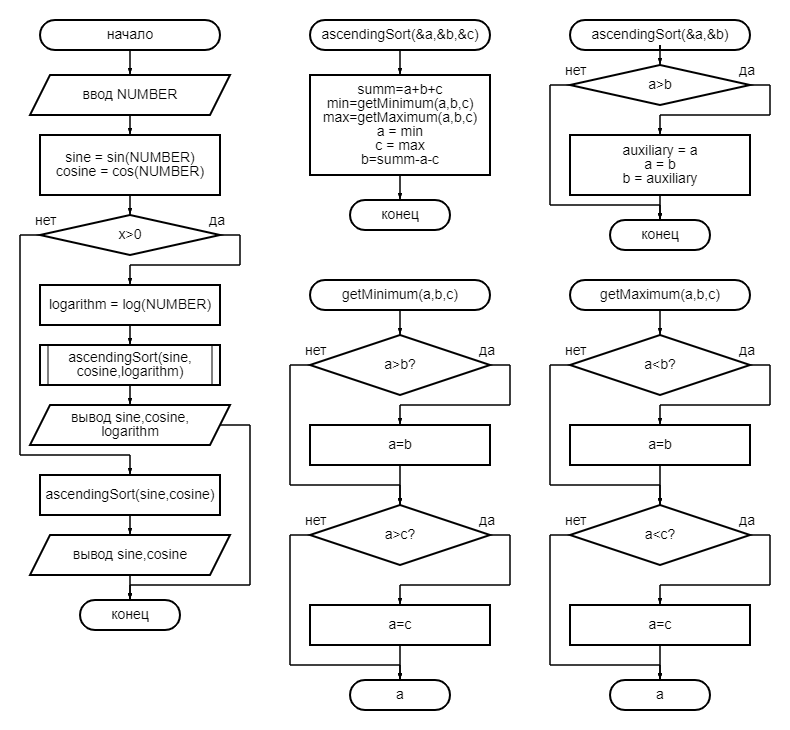 начало
ввод NUMBER
sine = sin(NUMBER)
cosine = cos(NUMBER)
нет
да
x>0
logarithm = log(NUMBER)
ascendingSort(sine,
cosine,logarithm)
вывод sine,cosine,
logarithm
ascendingSort(sine,cosine)
вывод sine,cosine
конец
ascendingSort(&a,&b,&c)
summ=a+b+c
min=getMinimum(a,b,c)
max=getMaximum(a,b,c)
a = min
c = max
b=summ-a-c
конец
ascendingSort(&a,&b)
нет
да
a>b
auxiliary = a
a = b
b = auxiliary
конец
getMinimum(a,b,c)
нет
да
a>b?
a=b
нет
да
a>c?
a=c
a
getMaximum(a,b,c)
нет
да
a<b?
a=b
нет
да
a<c?
a=c
a